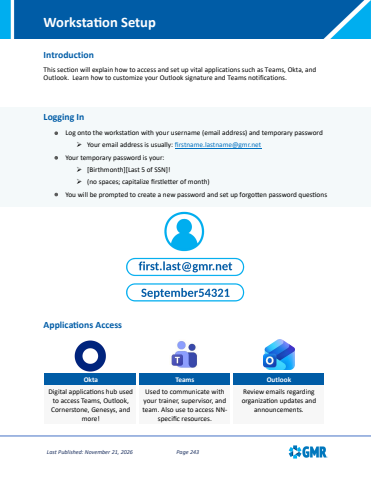 Workstation Setup
Introduction
This section will explain how to access and set up vital applications such as Teams, Okta, and
Outlook. Learn how to customize your Outlook signature and Teams notifications.
Logging In
● Log onto the workstation with your username (email address) and temporary password
➢ Your email address is usually: firstname.lastname@gmr.net
● Your temporary password is your:
➢ [Birthmonth][Last 5 of SSN]!
➢ (no spaces; capitalize firstletter of month)
● You will be prompted to create a new password and set up forgotten password questions
first.last@gmr.net
September54321
Applications Access
T
O
Okta
Teams
Outlook
Digital applications hub used
to access Teams, Outlook,
Cornerstone, Genesys, and
more!
Used to communicate with
your trainer, supervisor, and
team. Also use to access NN-
specific resources.
Review emails regarding
organization updates and
announcements.
Last Published: November 21, 2026
Page 243
GMR